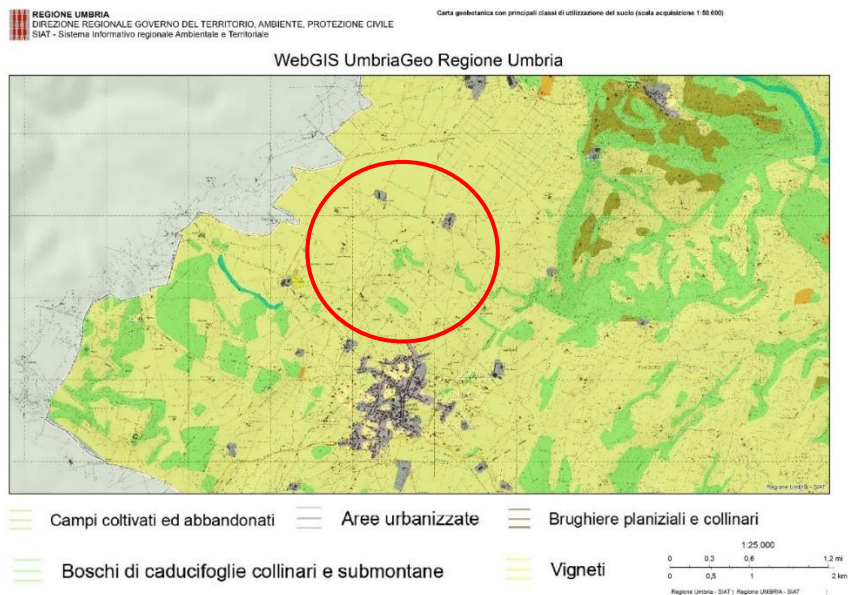 REGIONE UMBRIA
DIREZIONE REGIONALE GOVERNO DEL TERRITORIO, AMBIENTE, PROTEZIONE CIVILE
SIAT - Sistema Informativo regionale Ambientale e Territoriale
Carta geobotanica con principali classi di utilizzazione del suolo (scala acquisizione 1:50.000)
WebGIS UmbriaGeo Regione Umbria
Regione Umbria - SIAT
Campi coltivati ed abbandonati
Aree urbanizzate
Brughiere planiziali e collinari
Boschi di caducifoglie collinari e submontane
Vigneti
1:25.000
0 0,3 0,6 1,2 mi
0 0,5 1 2 km
Regione Umbria - SIAT | Regione UMBRIA - SIAT |